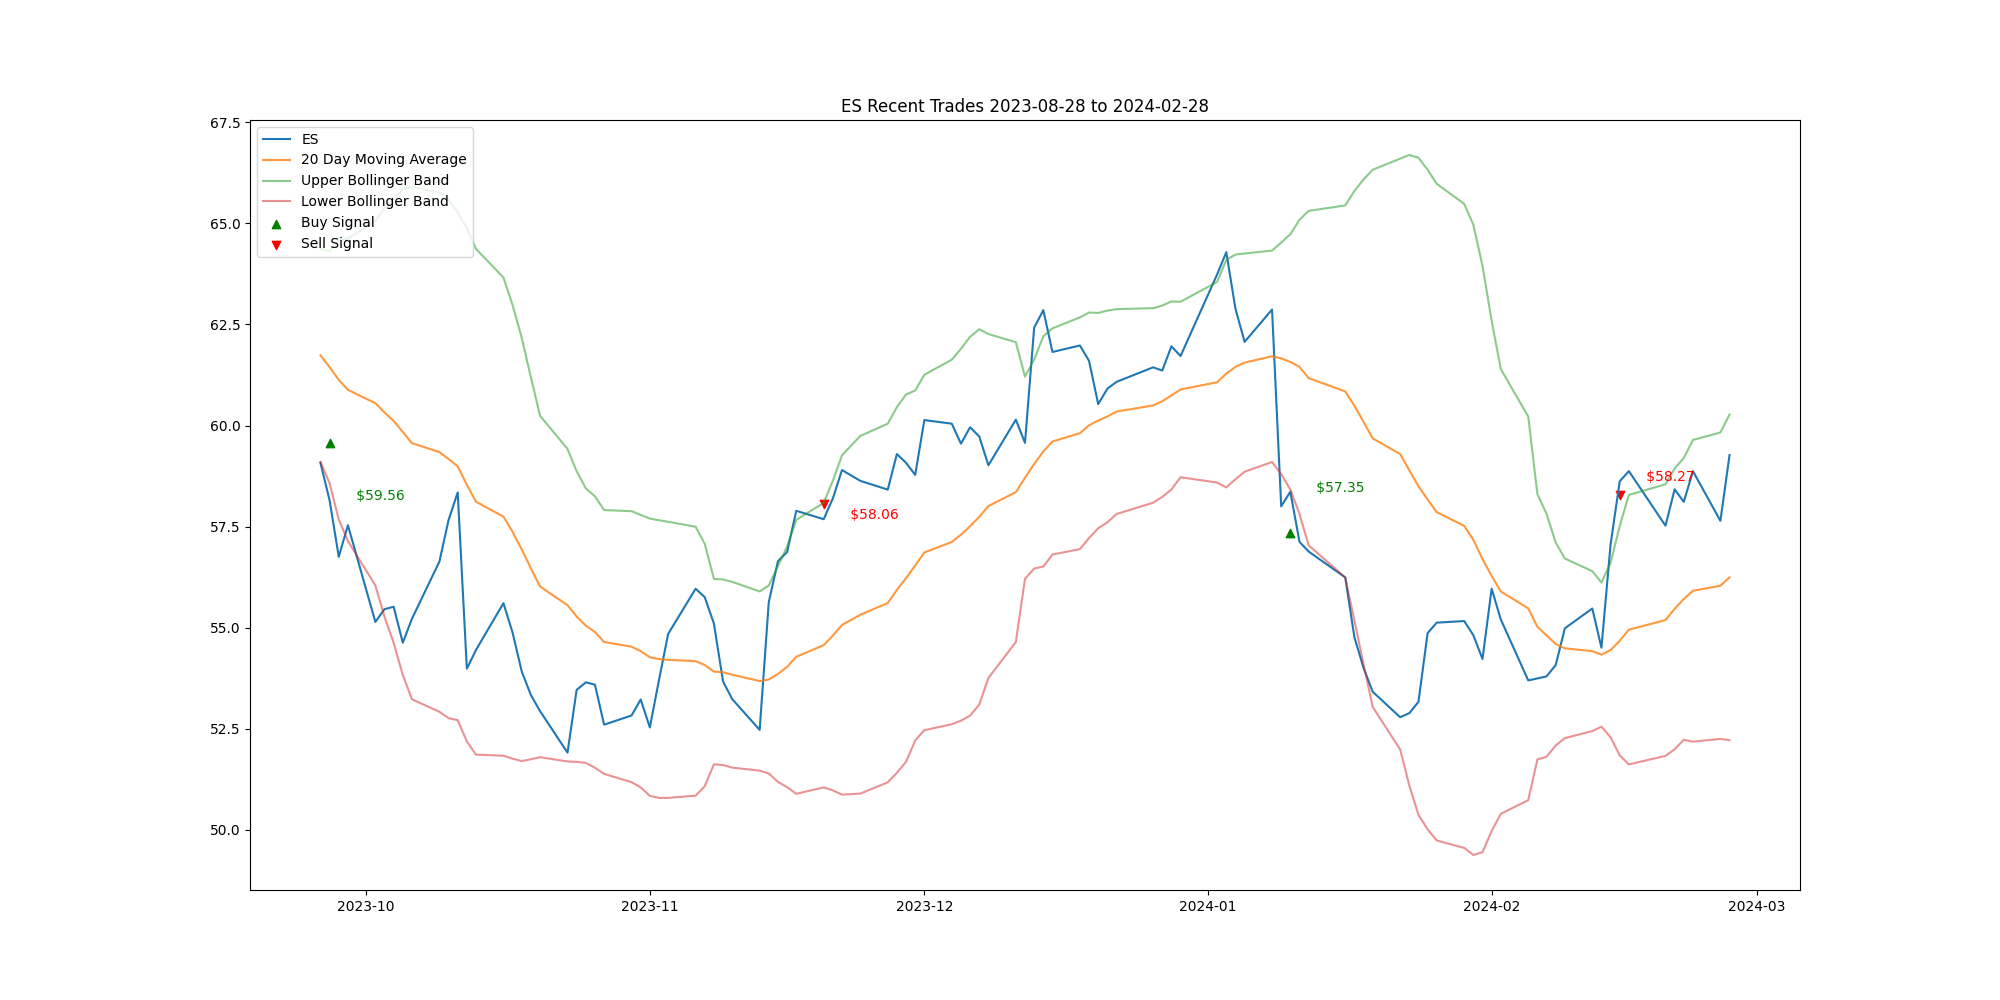 ES Recent Trades 2023-08-28 to 2024-02-28
67.5
65.0
62.5
60.0
57.5
55.0
52.5
50.0
ES
20 Day Moving Average
Upper Bollinger Band
Lower Bollinger Band
Buy Signal
Sell Signal
$59.56
$58.06
$57.35
$58.27
2023-10
2023-11
2023-12
2024-01
2024-02
2024-03